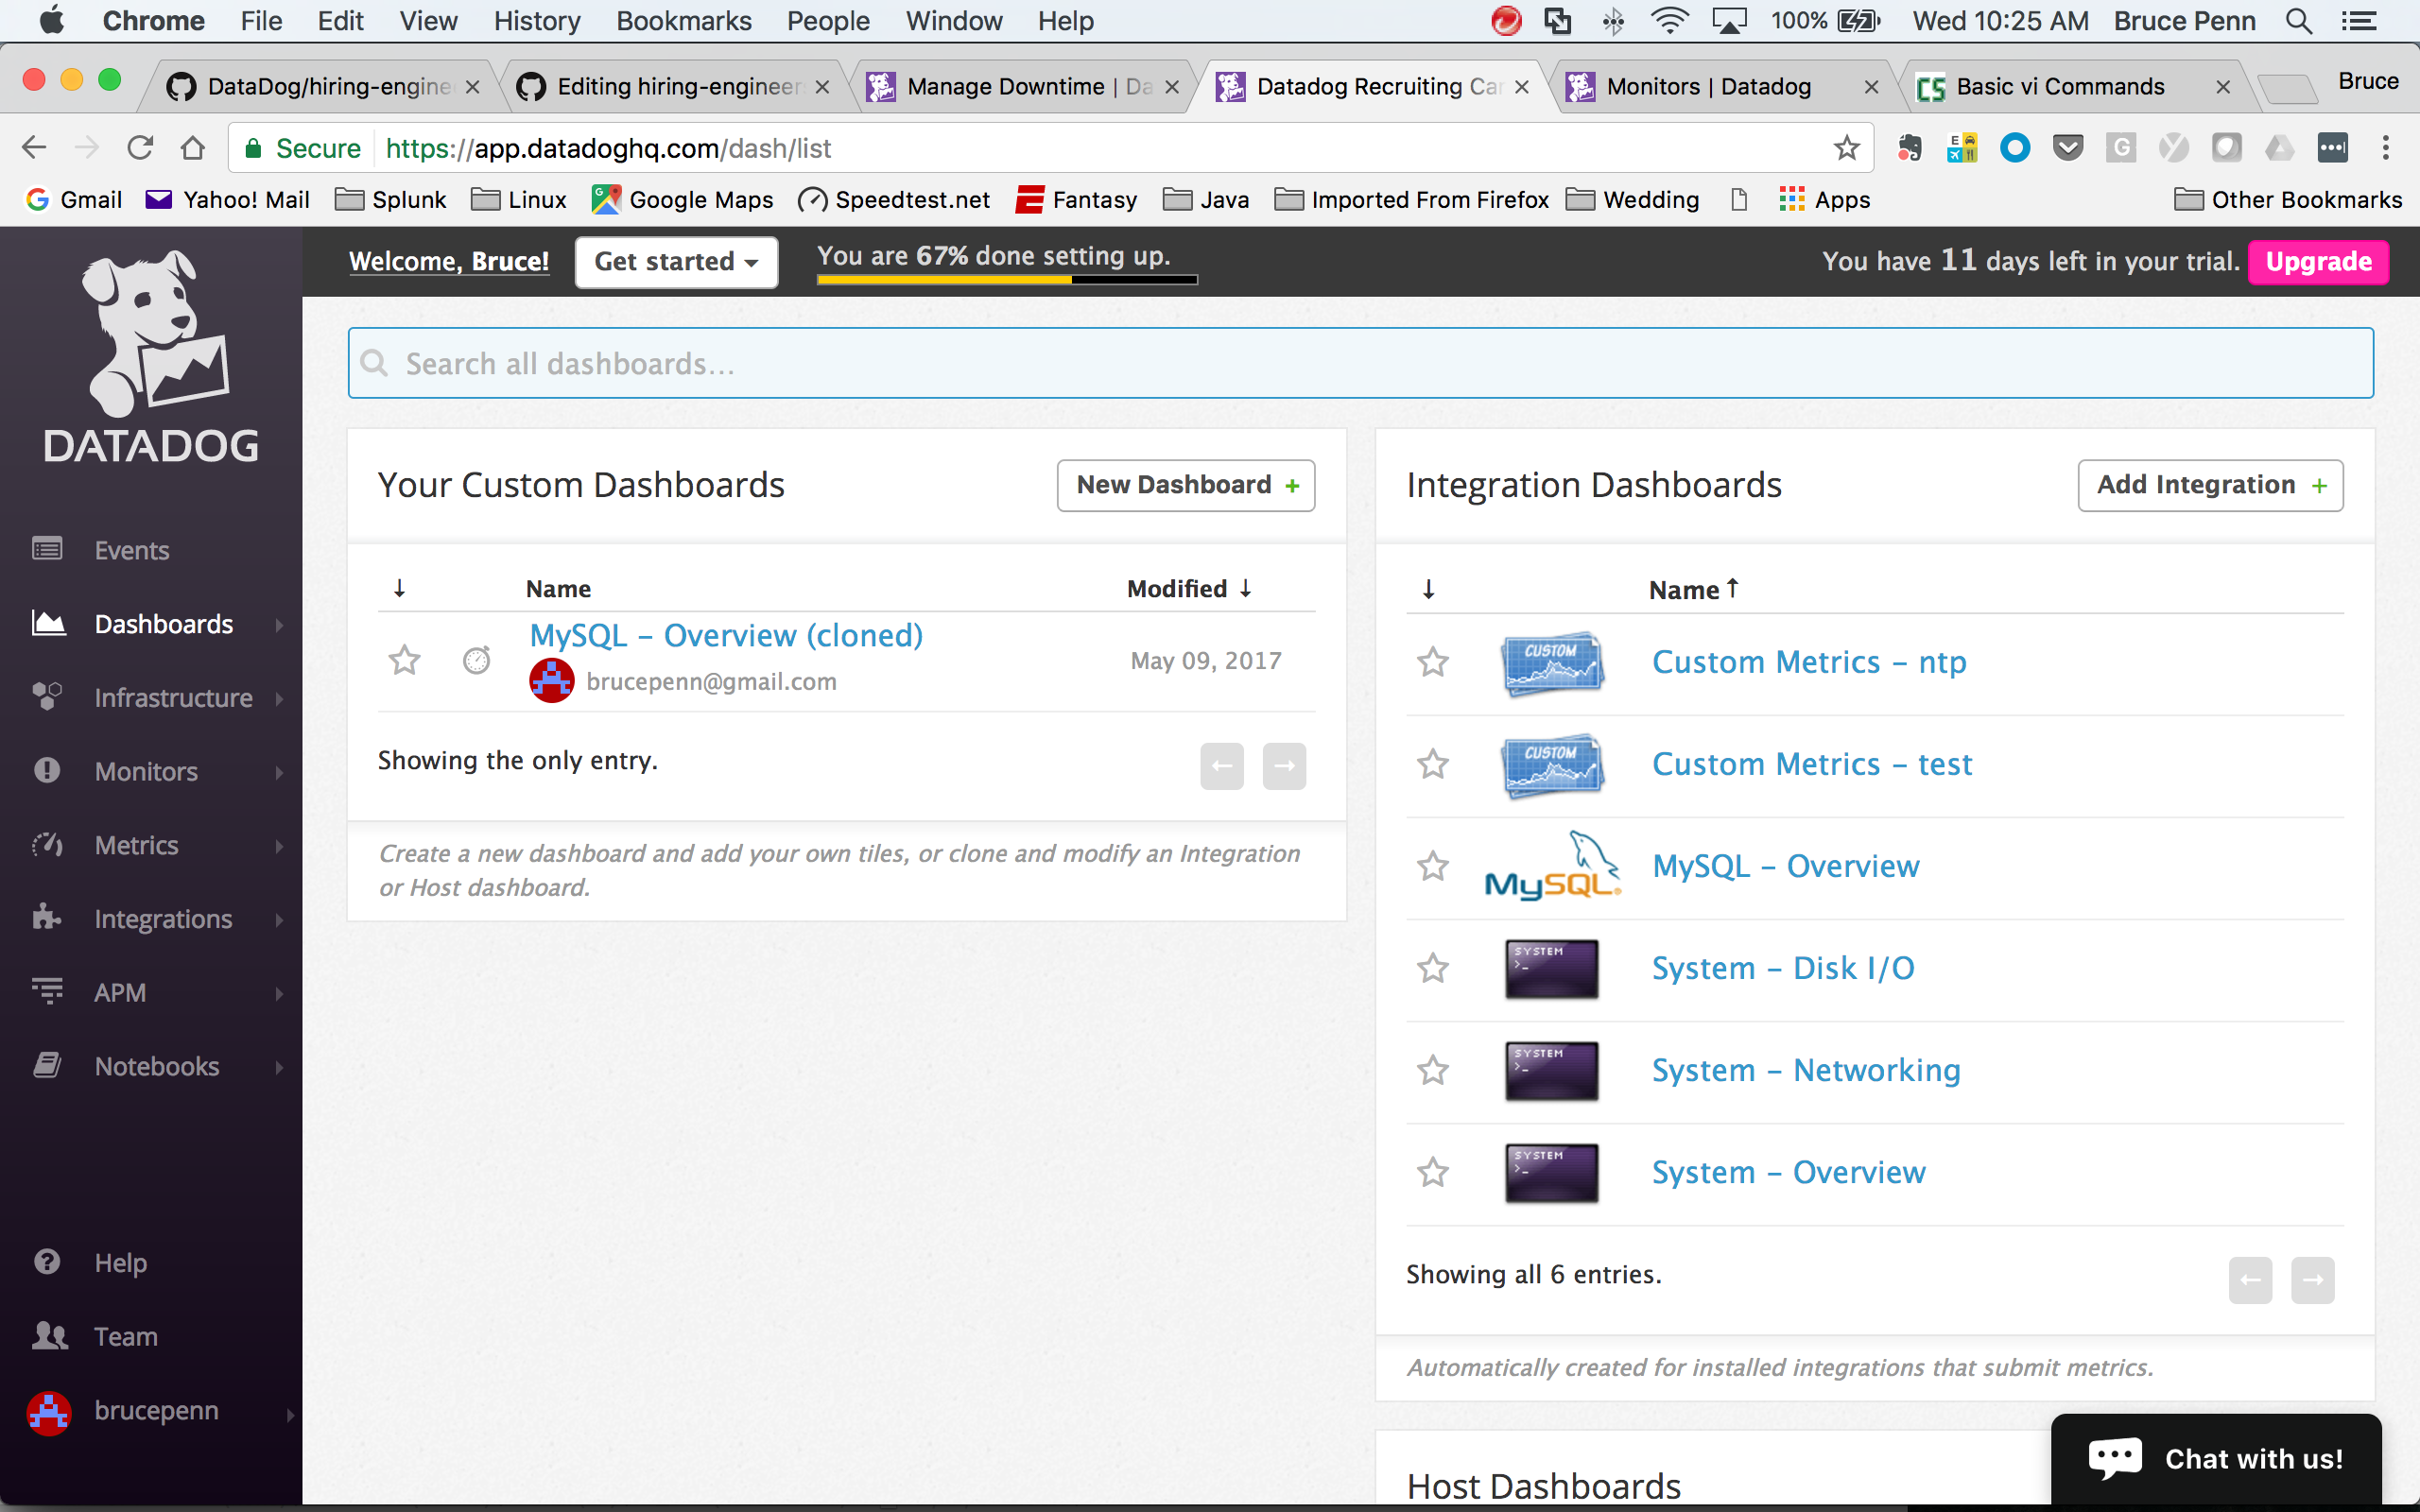 Chrome File Edit View History Bookmarks People Window Help 100% Wed 10:25 AM Bruce Penn
DataDog/hiring-engine Editing hiring-engineer Manage Downtime | Da Datadog Recruiting Ca Monitors | Datadog CS Basic vi Commands Bruce
Secure https://app.datadoghq.com/dash/list
Gmail Yahoo! Mail Splunk Linux Google Maps Speedtest.net Fantasy Java Imported From Firefox Wedding Apps Other Bookmarks
Welcome, Bruce! Get started You are 67% done setting up. You have 11 days left in your trial. Upgrade
DATADOG
Events
Dashboards
Infrastructure
Monitors
Metrics
Integrations
APM
Notebooks
Help
Team
brucepenn
Search all dashboards...
Your Custom Dashboards New Dashboard +
↓ Name Modified ↓
MySQL – Overview (cloned)
brucepenn@gmail.com
May 09, 2017
Showing the only entry. ← →
Create a new dashboard and add your own tiles, or clone and modify an Integration
or Host dashboard.
Integration Dashboards Add Integration +
↓ Name ↑
CUSTOM Custom Metrics – ntp
CUSTOM Custom Metrics – test
MySQL MySQL – Overview
SYSTEM >_ System – Disk I/O
SYSTEM >_ System – Networking
SYSTEM >_ System – Overview
Showing all 6 entries. ← →
Automatically created for installed integrations that submit metrics.
Host Dashboards
Chat with us!